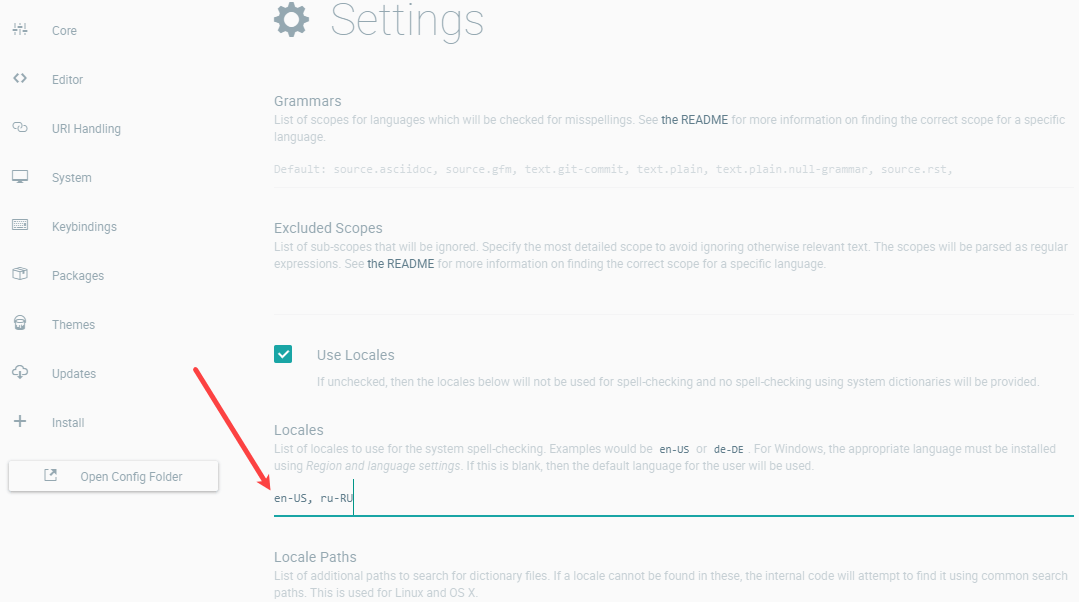 Settings
Core
Editor
URI Handling
System
Keybindings
Packages
Themes
Updates
Install
Open Config Folder
Grammars
List of scopes for languages which will be checked for misspellings. See the README for more information on finding the correct scope for a specific
language.
Default: source.asciidoc, source.gfm, text.git-commit, text.plain, text.plain.null-grammar, source.rst,
Excluded Scopes
List of sub-scopes that will be ignored. Specify the most detailed scope to avoid ignoring otherwise relevant text. The scopes will be parsed as regular
expressions. See the README for more information on finding the correct scope for a specific language.
Use Locales
If unchecked, then the locales below will not be used for spell-checking and no spell-checking using system dictionaries will be provided.
Locales
List of locales to use for the system spell-checking. Examples would be en-US or de-DE . For Windows, the appropriate language must be installed
using Region and language settings. If this is blank, then the default language for the user will be used.
en-US, ru-RU
Locale Paths
List of additional paths to search for dictionary files. If a locale cannot be found in these, the internal code will attempt to find it using common search
paths. This is used for Linux and OS X.